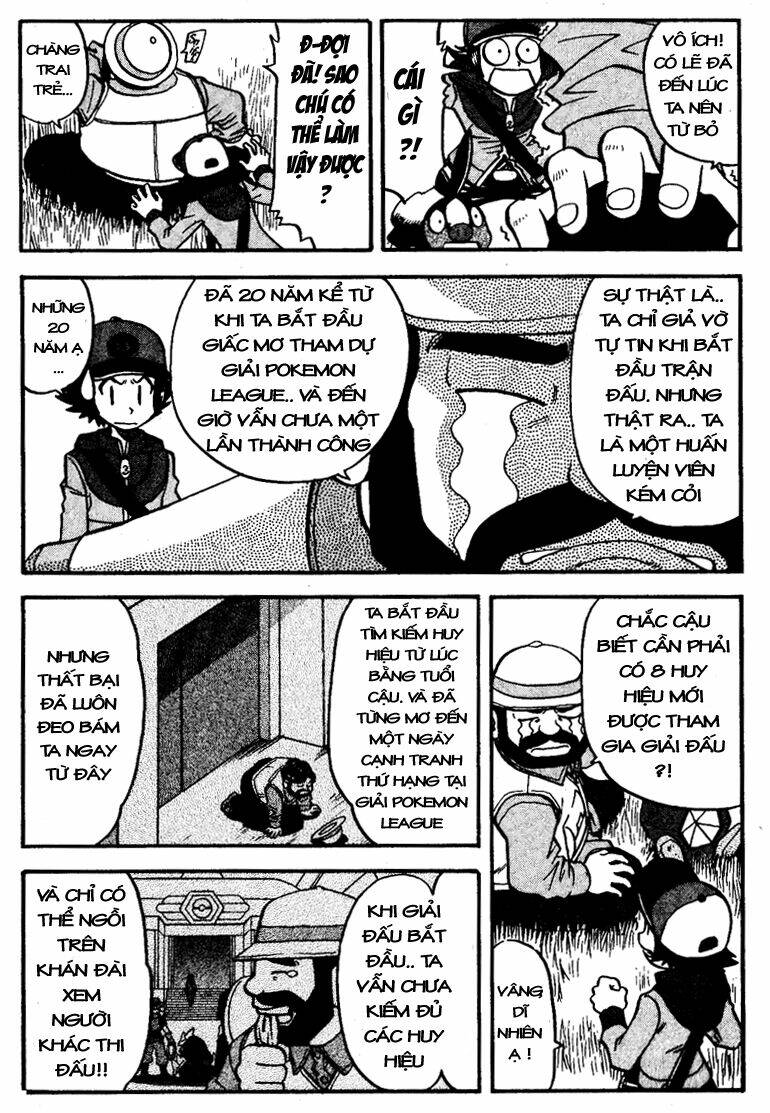 VÔ ÍCH!
CÓ LẼ ĐÃ
ĐẾN LÚC
TA NÊN
TỪ BỎ
CÁI
GÌ
?!
Đ-ĐỢI
ĐÃ! SAO
CHÚ CÓ
THỂ LÀM
VẬY ĐƯỢC
?
CHÀNG
TRAI
TRẺ...
SỰ THẬT LÀ..
TA CHỈ GIẢ VỜ
TỰ TIN KHI BẮT
ĐẦU TRẬN
ĐẤU. NHƯNG
THẬT RA.. TA
LÀ MỘT HUẤN
LUYỆN VIÊN
KÉM CỎI
ĐÃ 20 NĂM KỂ TỪ
KHI TA BẮT ĐẦU
GIẤC MƠ THAM DỰ
GIẢI POKEMON
LEAGUE.. VÀ ĐẾN
GIỜ VẪN CHƯA MỘT
LẦN THÀNH CÔNG
NHỮNG
20
NĂM Ạ
...
CHẮC CẬU
BIẾT CẦN PHẢI
CÓ 8 HUY
HIỆU MỚI
ĐƯỢC THAM
GIA GIẢI ĐẤU
?!
VÂNG,
DĨ
NHIÊN
Ạ !
TA BẮT ĐẦU
TÌM KIẾM HUY
HIỆU TỪ LÚC
BẰNG TUỔI
CẬU. VÀ ĐÃ
TỪNG MƠ ĐẾN
MỘT NGÀY
CẠNH TRANH
THỨ HẠNG TẠI
GIẢI POKEMON
LEAGUE
NHƯNG
THẤT BẠI
ĐÃ LUÔN
ĐEO BÁM
TA NGAY
TỪ ĐÂY
KHI GIẢI
ĐẤU BẮT
ĐẦU.. TA
VẪN CHƯA
KIẾM ĐỦ
CÁC HUY
HIỆU
VÀ CHỈ CÓ
THỂ NGỒI
TRÊN
KHÁN ĐÀI
XEM
NGƯỜI
KHÁC THI
ĐẤU!!